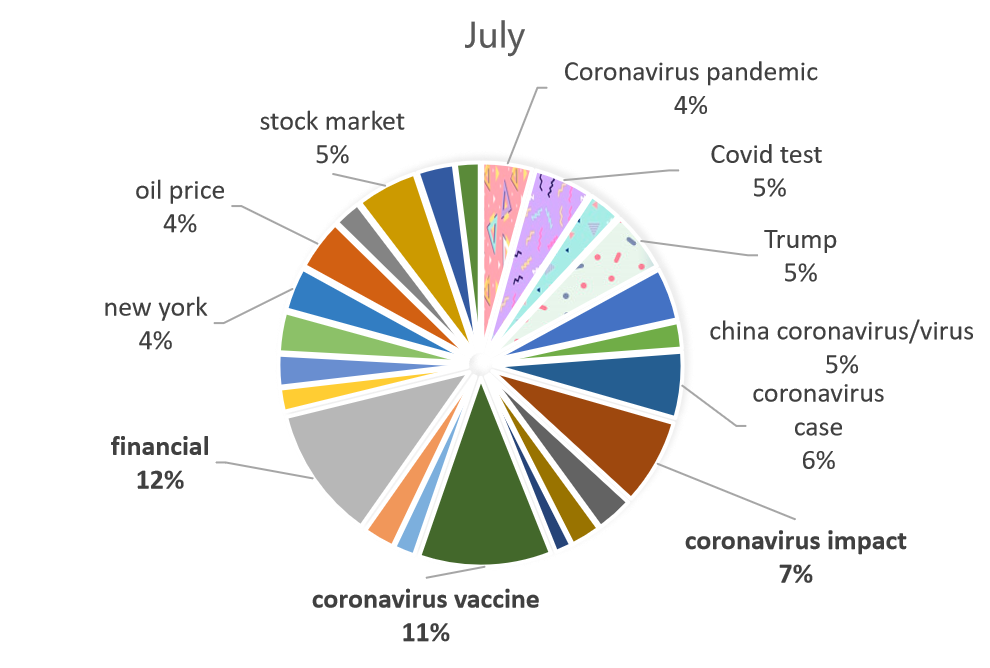 July
Coronavirus pandemic
4%
Covid test
5%
Trump
5%
china coronavirus/virus
5%
coronavirus
case
6%
coronavirus impact
7%
coronavirus vaccine
11%
financial
12%
new york
4%
oil price
4%
stock market
5%